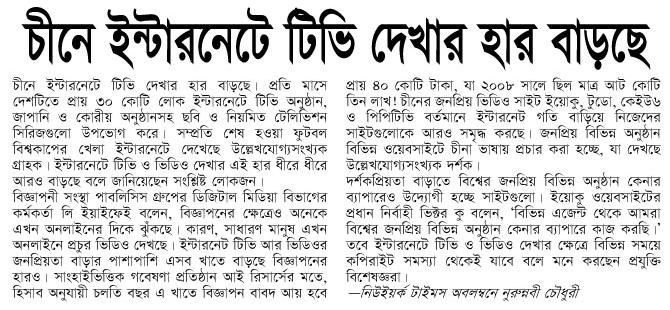 চীনে ইন্টারনেটে টিভি দেখার হার বাড়ছে
চীনে ইন্টারনেটে টিভি দেখার হার বাড়ছে। প্রতি মাসে
দেশটিতে প্রায় ৩০ কোটি লোক ইন্টারনেটে টিভি অনুষ্ঠান,
জাপানি ও কোরীয় অনুষ্ঠানসহ ছবি ও নিয়মিত টেলিভিশন
সিরিজগুলো উপভোগ করে। সম্প্রতি শেষ হওয়া ফুটবল
বিশ্বকাপের খেলা ইন্টারনেটে দেখেছে উল্লেখযোগ্যসংখ্যক
গ্রাহক। ইন্টারনেটে টিভি ও ভিডিও দেখার এই হার ধীরে ধীরে
আরও বাড়ছে বলে জানিয়েছেন সংশ্লিষ্ট লোকজন।
বিজ্ঞাপনী সংস্থা পাবলিসিস গ্রুপের ডিজিটাল মিডিয়া বিভাগের
কর্মকর্তা লি ইয়াফেই বলেন, বিজ্ঞাপনের ক্ষেত্রেও অনেকে
এখন অনলাইনের দিকে ঝুঁকছে। কারণ, সাধারণ মানুষ এখন
অনলাইনে প্রচুর ভিডিও দেখছে। ইন্টারনেট টিভি আর ভিডিওর
জনপ্রিয়তা বাড়ার পাশাপাশি এসব খাতে বাড়ছে বিজ্ঞাপনের
হারও। সাংহাইভিত্তিক গবেষণা প্রতিষ্ঠান আই রিসার্সের মতে,
হিসাব অনুযায়ী চলতি বছর এ খাতে বিজ্ঞাপন বাবদ আয় হবে
প্রায় ৪০ কোটি টাকা, যা ২০০৮ সালে ছিল মাত্র আট কোটি
তিন লাখ! চীনের জনপ্রিয় ভিডিও সাইট ইয়োকু, টুডো, কেইউ৬
ও পিপিটিভি বর্তমানে ইন্টারনেট গতি বাড়িয়ে নিজেদের
সাইটগুলোকে আরও সমৃদ্ধ করছে। জনপ্রিয় বিভিন্ন অনুষ্ঠান
বিভিন্ন ওয়েবসাইটে চীনা ভাষায় প্রচার করা হচ্ছে, যা দেখছে
উল্লেখযোগ্যসংখ্যক দর্শক।
দর্শকপ্রিয়তা বাড়াতে বিশ্বের জনপ্রিয় বিভিন্ন অনুষ্ঠান কেনার
ব্যাপারেও উদ্যোগী হচ্ছে সাইটগুলো। ইয়োকু ওয়েবসাইটের
প্রধান নির্বাহী ভিক্টর কু বলেন, ‘বিভিন্ন এজেন্ট থেকে আমরা
বিশ্বের জনপ্রিয় বিভিন্ন অনুষ্ঠান কেনার ব্যাপারে কাজ করছি।’
তবে ইন্টারনেটে টিভি ও ভিডিও দেখার ক্ষেত্রে বিভিন্ন সময়ে
কপিরাইট সমস্যা থেকেই যাবে বলে মনে করছেন প্রযুক্তি
বিশেষজ্ঞরা।
—নিউইয়র্ক টাইমস অবলম্বনে নুরুন্নবী চৌধুরী